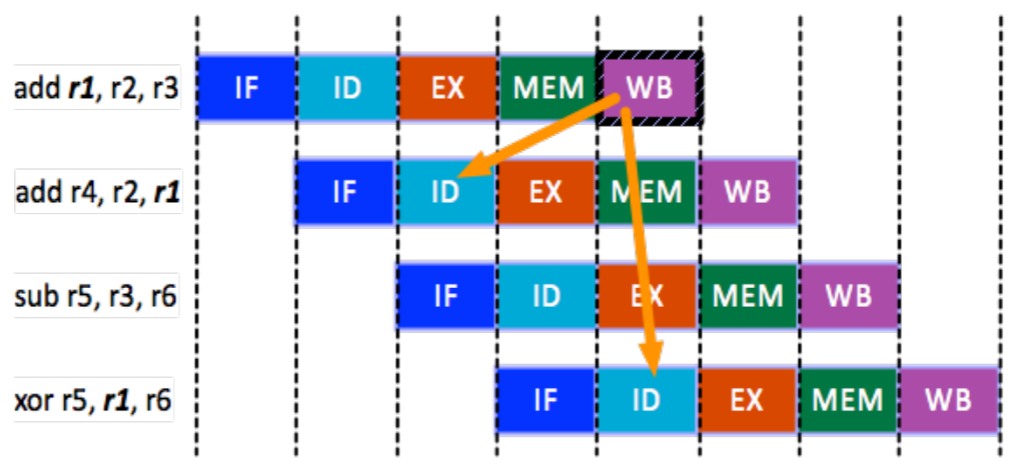 add r1, r2, r3 IF ID EX MEM WB
add r4, r2, r1 IF ID EX MEM WB
sub r5, r3, r6 IF ID EX MEM WB
xor r5, r1, r6 IF ID EX MEM WB